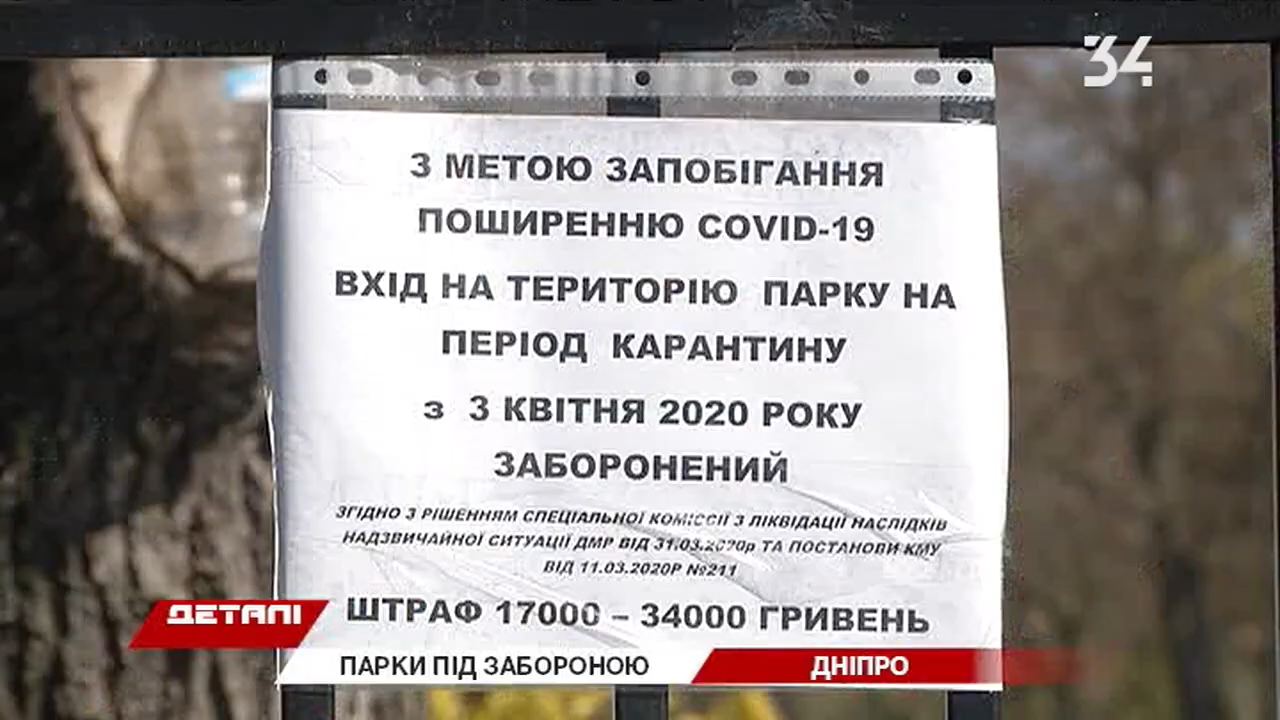 34
З МЕТОЮ ЗАПОБІГАННЯ
ПОШИРЕННЮ COVID-19
ВХІД НА ТЕРИТОРІЮ ПАРКУ НА
ПЕРІОД КАРАНТИНУ
з 3 КВІТНЯ 2020 РОКУ
ЗАБОРОНЕНИЙ
ЗГІДНО З РІШЕННЯМ СПЕЦІАЛЬНОЇ КОМІССІЇ З ЛІКВІДАЦІЇ НАСЛІДКІВ
НАДЗВИЧАЙНОЇ СИТУАЦІЇ ДМР ВІД 31.03.2020р ТА ПОСТАНОВИ КМУ
ВІД 11.03.2020Р №211
ШТРАФ 17000 – 34000 ГРИВЕНЬ
ДЕТАЛІ
ПАРКИ ПІД ЗАБОРОНОЮ
ДНІПРО